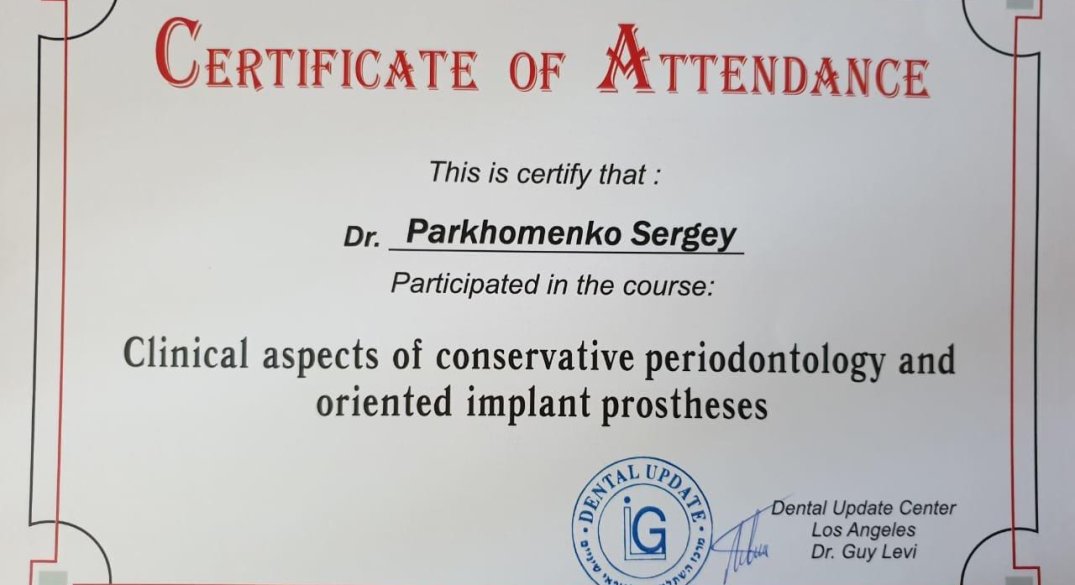 CERTIFICATE OF ATTENDANCE
This is certify that :
Dr. Parkhomenko Sergey
Participated in the course:
Clinical aspects of conservative periodontology and
oriented implant prostheses
DENTAL UPDATE
LG
Dental Update Center
Los Angeles
Dr. Guy Levi